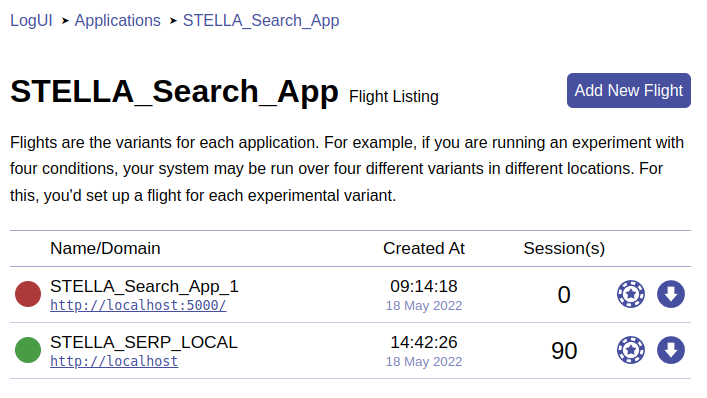 LogUI ➤ Applications ➤ STELLA_Search_App
STELLA_Search_App Flight Listing
Add New Flight
Flights are the variants for each application. For example, if you are running an experiment with
four conditions, your system may be run over four different variants in different locations. For
this, you'd set up a flight for each experimental variant.
Name/Domain Created At Session(s)
STELLA_Search_App_1 09:14:18 0
http://localhost:5000/ 18 May 2022
STELLA_SERP_LOCAL 14:42:26 90
http://localhost 18 May 2022